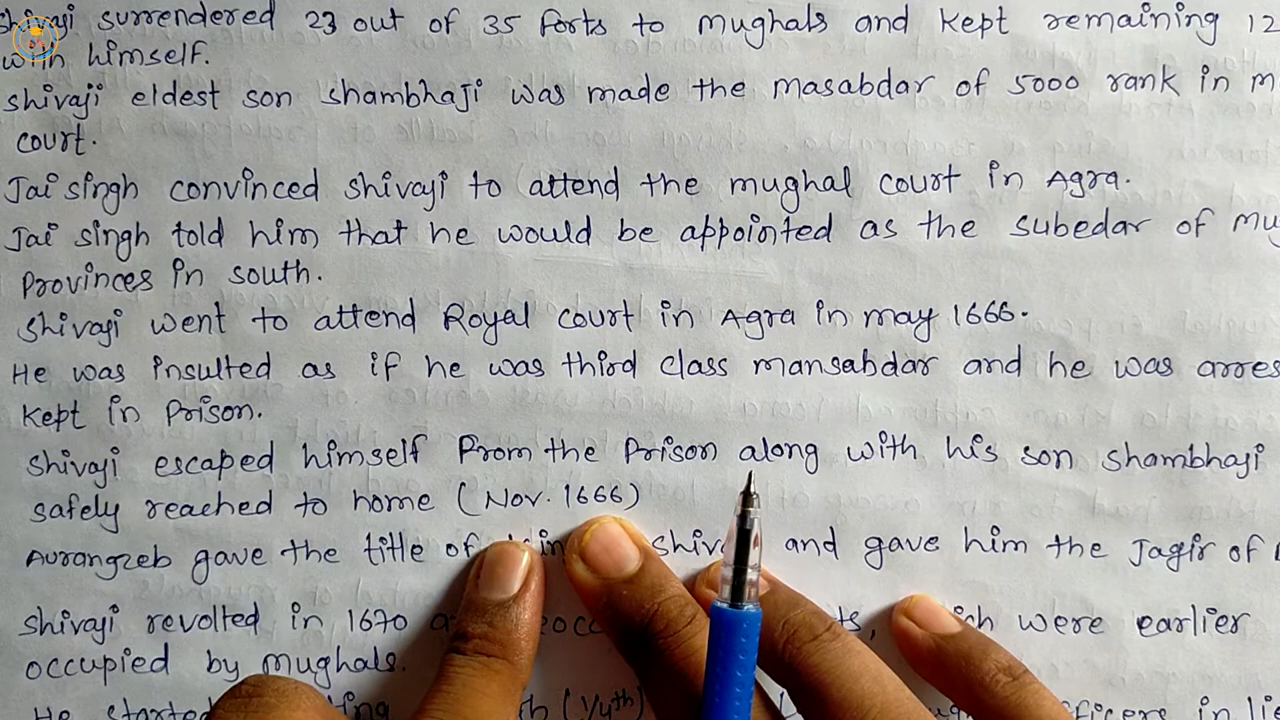 Shivaji surrendered 23 out of 35 forts to mughals and kept remaining 12
with himself.
Shivaji eldest son Shambhaji was made the masabdar of 5000 rank in
court.
Jai singh convinced Shivaji to attend the mughal court in Agra.
Jai singh told him that he would be appointed as the subedar of
Provinces in south.
Shivaji went to attend Royal court in Agra in may 1666.
He was insulted as if he was third class mansabdar and he was
kept in Prison.
Shivaji escaped himself From the Prison along with his son shambhaji
safely reached to home (Nov. 1666)
Aurangzeb gave the title of and gave him the Jagir of
Shivaji revolted in 1670 were earlier
occupied by mughals.
He started (1/4th) in